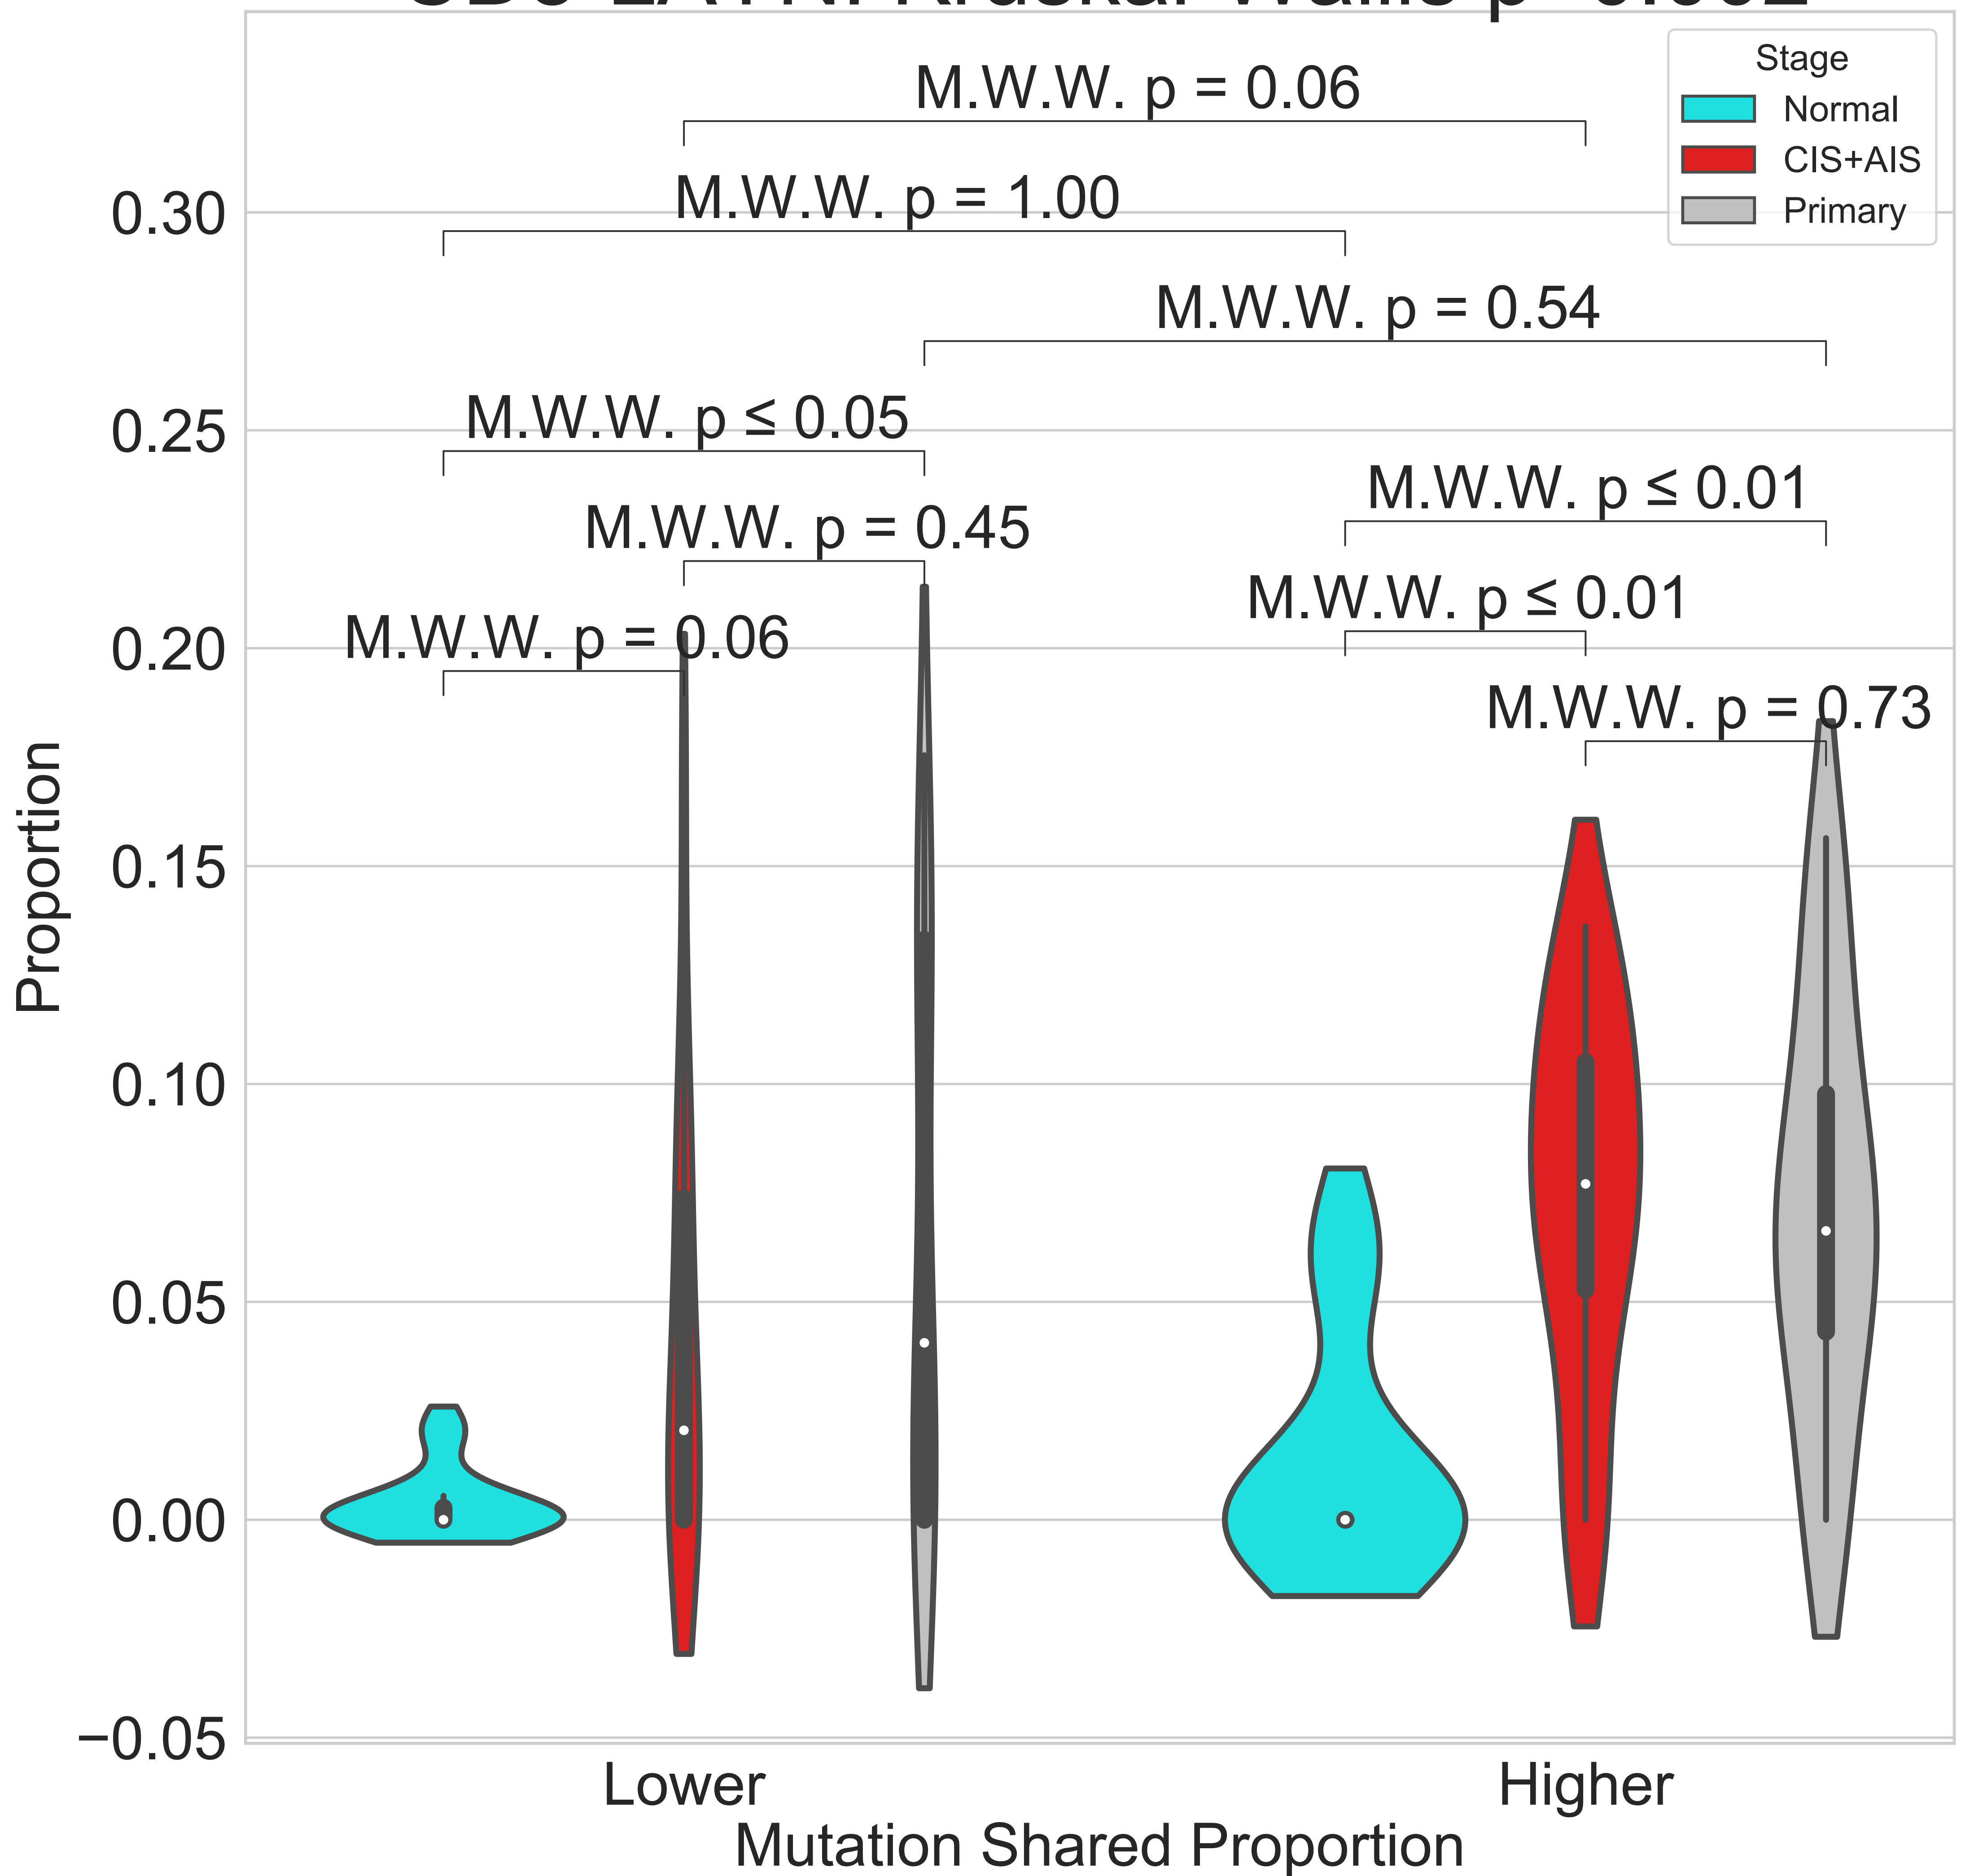 Stage
Normal
CIS+AIS
Primary
M.W.W. p = 0.06
M.W.W. p = 1.00
M.W.W. p = 0.54
M.W.W. p ≤ 0.05
M.W.W. p ≤ 0.01
M.W.W. p = 0.45
M.W.W. p ≤ 0.01
M.W.W. p = 0.06
M.W.W. p = 0.73
0.30
0.25
0.20
0.15
0.10
0.05
0.00
−0.05
Proportion
Lower
Higher
Mutation Shared Proportion